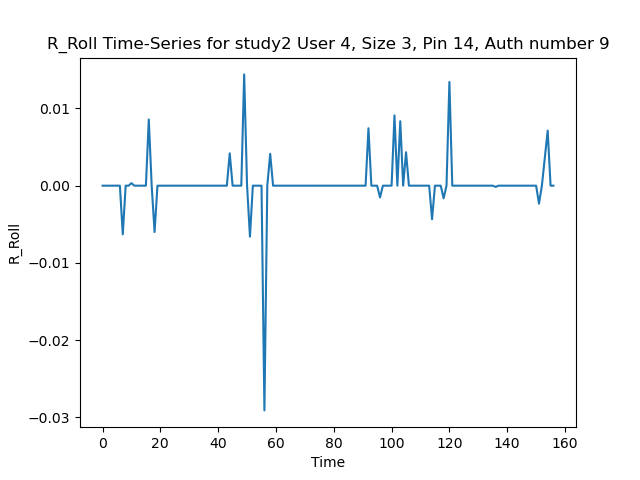 R_Roll Time-Series for study2 User 4, Size 3, Pin 14, Auth number 9
0.01
0.00
−0.01
−0.02
−0.03
R_Roll
0 20 40 60 80 100 120 140 160
Time